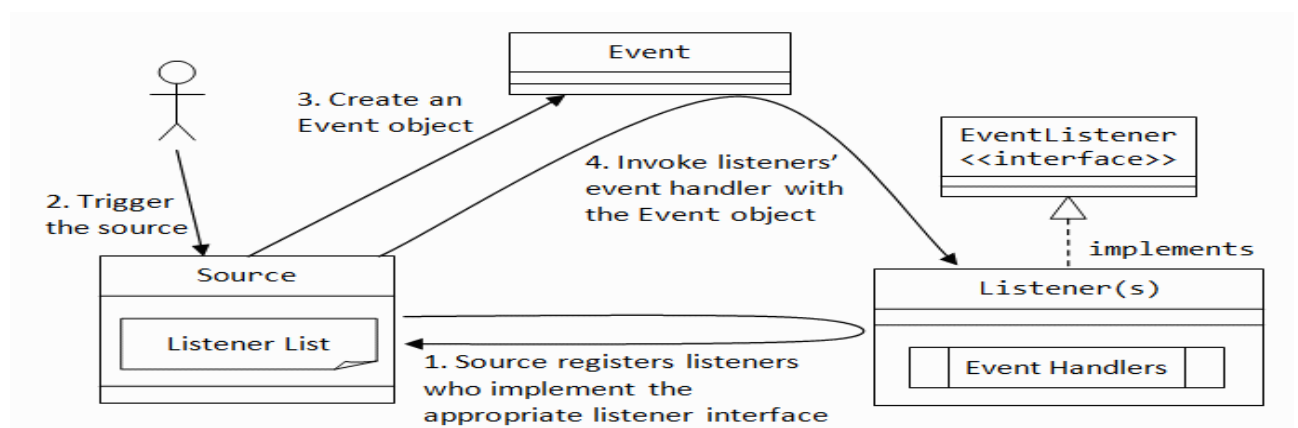 Event
3. Create an
Event object
EventListener
<<interface>>
4. Invoke listeners’
event handler with
the Event object
2. Trigger
the source
implements
Source
Listener(s)
Listener List
1. Source registers listeners
who implement the
appropriate listener interface
Event Handlers